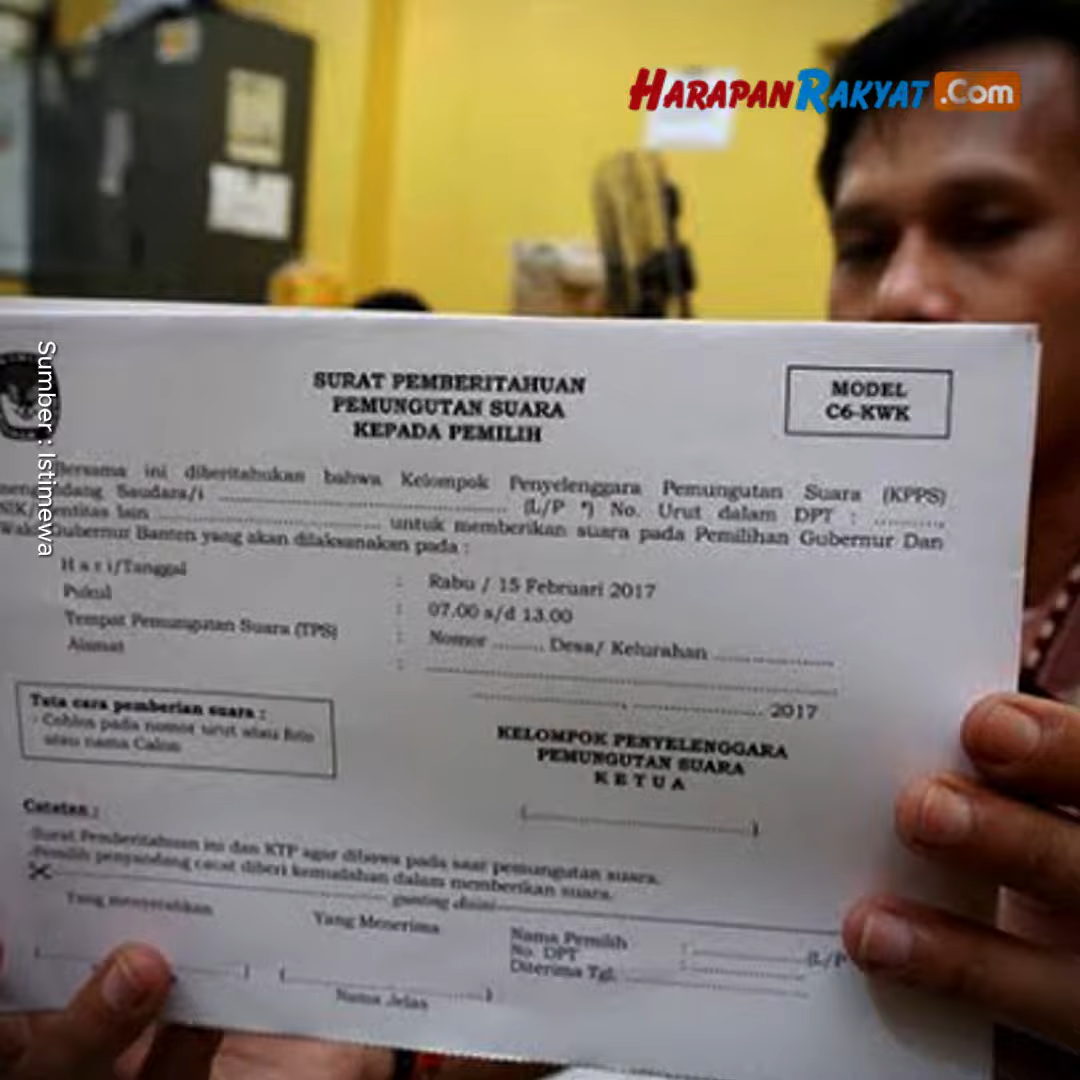 HARAPANRAKYAT.Com
Sumber : Istimewa
SURAT PEMBERITAHUAN
PEMUNGUTAN SUARA
KEPADA PEMILIH
MODEL
C6-KWK
Bersama ini diberitahukan bahwa Kelompok Penyelenggara Pemungutan Suara (KPPS)
Saudara/i .................... (L/P *) No. Urut dalam DPT : ..........
NIK/ lain .................... untuk memberikan suara pada Pemilihan Gubernur Dan
Gubernur Banten yang akan dilaksanakan pada :
H a r i/Tanggal : Rabu / 15 Februari 2017
Pukul : 07.00 s/d 13.00
Tempat Pemungutan Suara (TPS) : Nomor ......... Desa/ Kelurahan ....................
Alamat : ....................
...................., .................... 2017
Tata cara pemberian suara :
- Coblos pada nomor urut atau foto
atau nama Calon
KELOMPOK PENYELENGGARA
PEMUNGUTAN SUARA
K E T U A
(....................)
Catatan :
-Surat Pemberitahuan ini dan KTP agar dibawa pada saat pemungutan suara.
-Pemilih penyandang cacat diberi kemudahan dalam memberikan suara.
gunting disini
Yang menyerahkan
Yang Menerima
Nama Pemilih : .................... (L/P
No. DPT : ....................
Diterima Tgl. ....................
(....................) (....................)
Nama Jelas